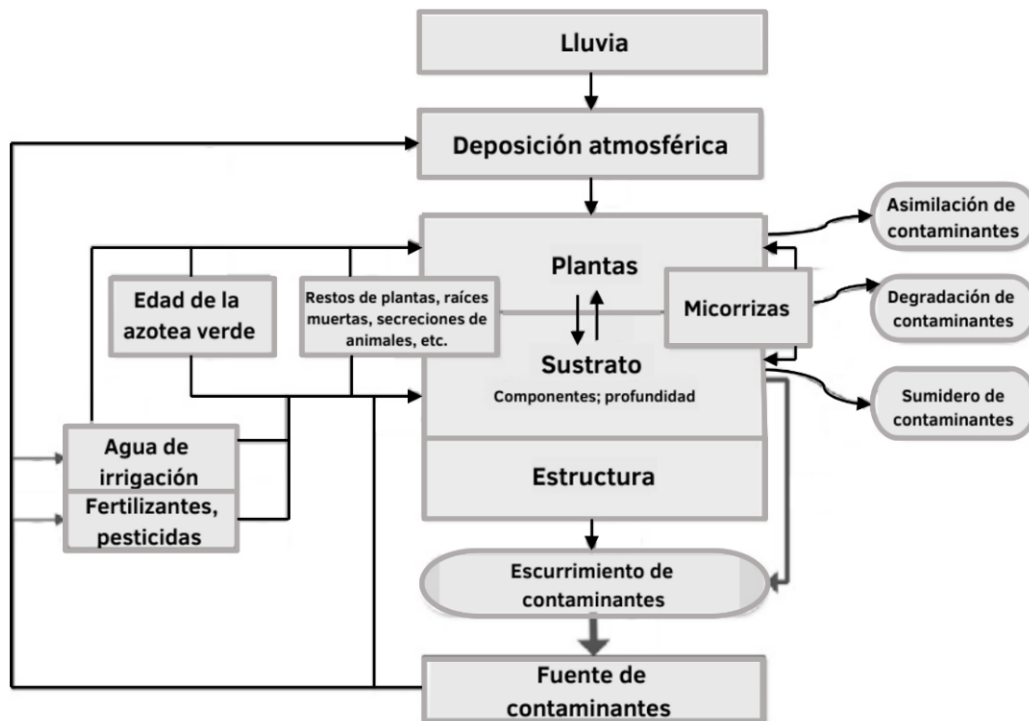 Lluvia
Deposición atmosférica
Asimilación de
contaminantes
Plantas
Edad de la
azotea verde
Restos de plantas, raíces
muertas, secreciones de
animales, etc.
Micorrizas
Degradación de
contaminantes
Sustrato
Componentes; profundidad
Sumidero de
contaminantes
Agua de
irrigación
Fertilizantes,
pesticidas
Estructura
Escurrimiento de
contaminantes
Fuente de
contaminantes